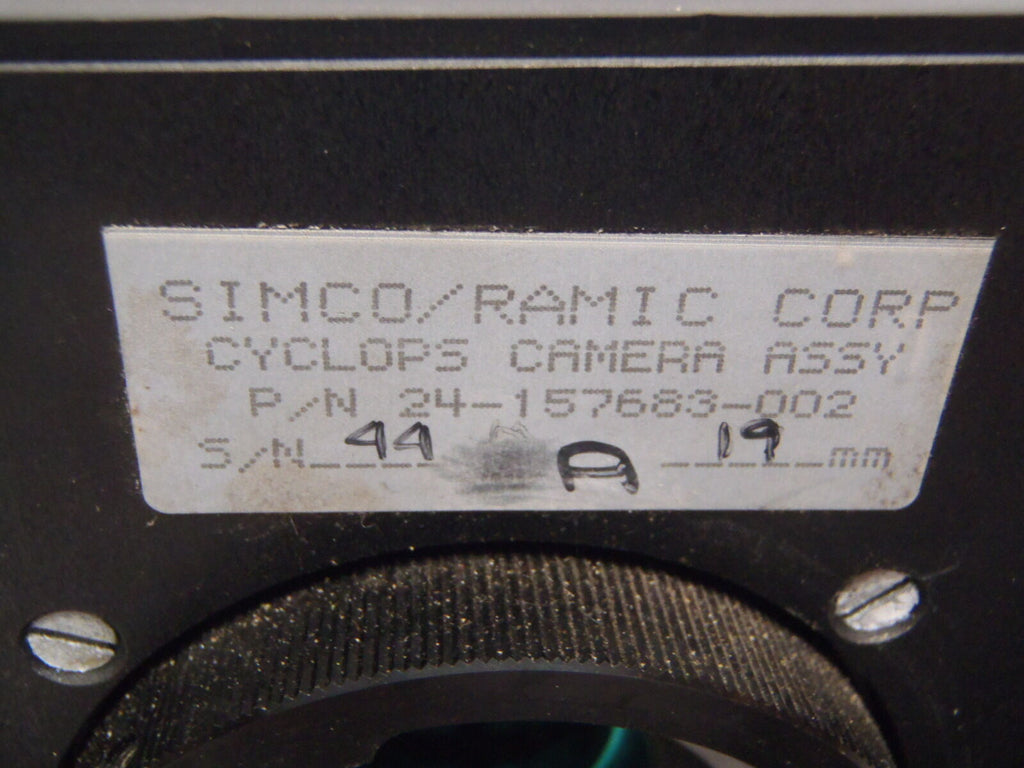 SIMCO/RAMIC CORP
CYCLOPS CAMERA ASSY
P/N 24-157683-002
S/N 44 A 19 mm